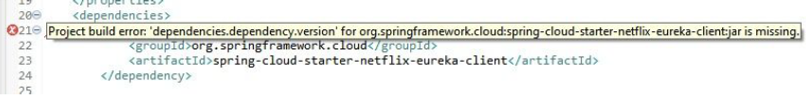 19 </properties>
20 <dependencies>
21 Project build error: 'dependencies.dependency.version' for org.springframework.cloud:spring-cloud-starter-netflix-eureka-client:jar is missing.
22 <groupId>org.springframework.cloud</groupId>
23 <artifactId>spring-cloud-starter-netflix-eureka-client</artifactId>
24 </dependency>
25